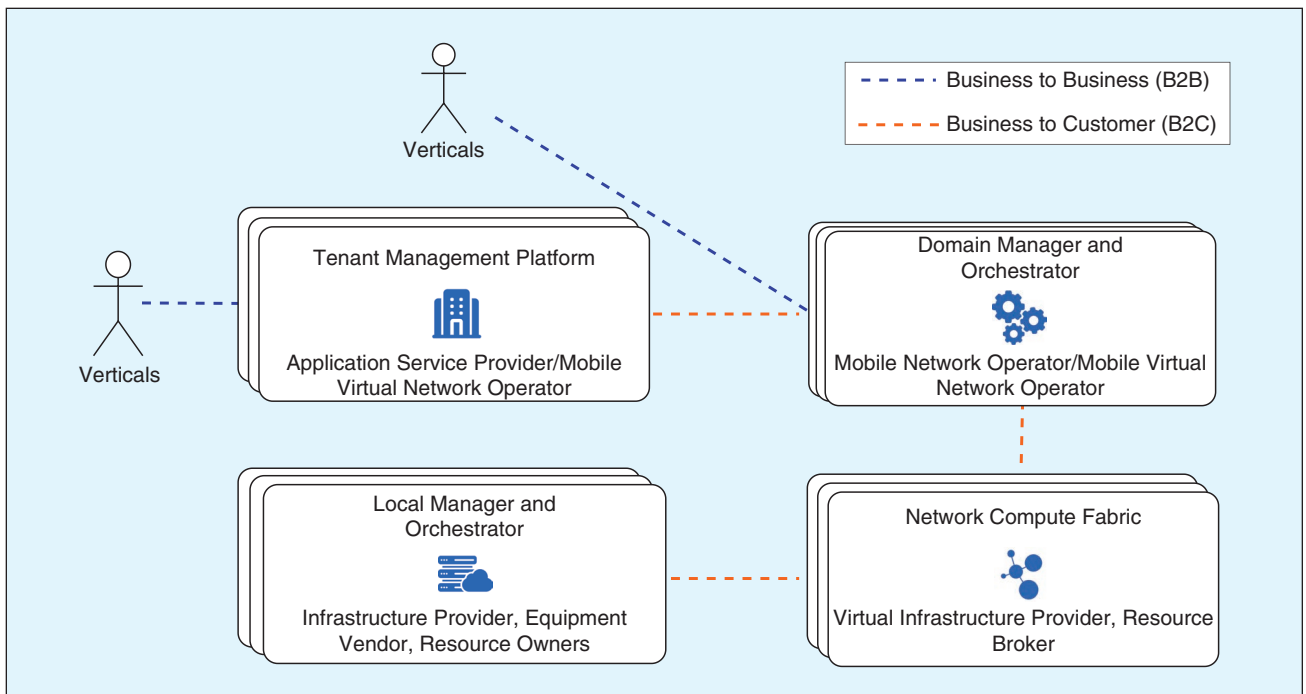 Business to Business (B2B)
Business to Customer (B2C)
Verticals
Verticals
Tenant Management Platform
Application Service Provider/Mobile
Virtual Network Operator
Domain Manager and
Orchestrator
Mobile Network Operator/Mobile Virtual
Network Operator
Local Manager and
Orchestrator
Infrastructure Provider, Equipment
Vendor, Resource Owners
Network Compute Fabric
Virtual Infrastructure Provider, Resource
Broker